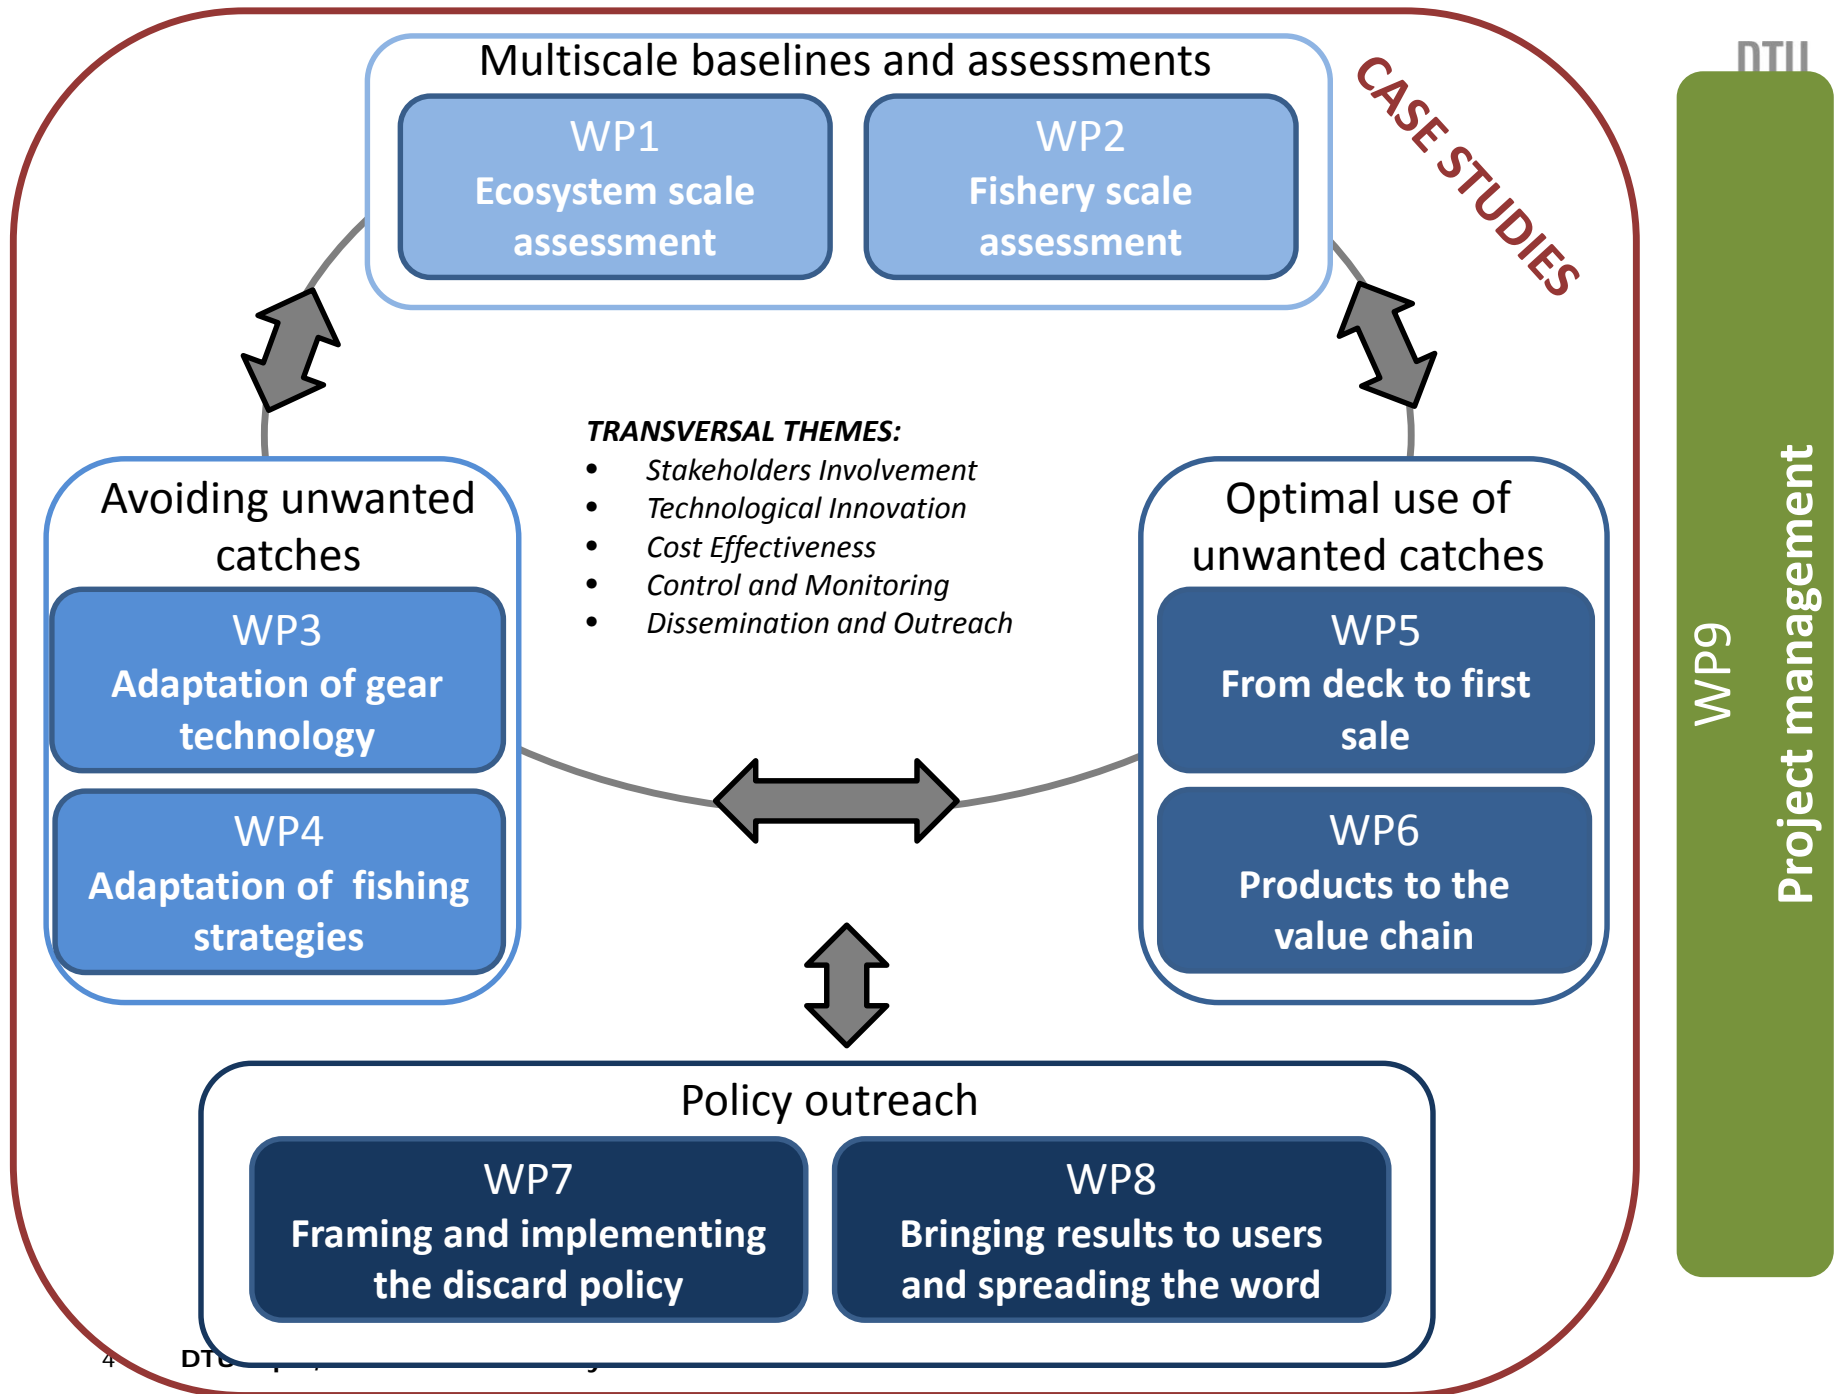 Multiscale baselines and assessments
WP1
Ecosystem scale
assessment
WP2
Fishery scale
assessment
CASE STUDIES
DTU
TRANSVERSAL THEMES:
• Stakeholders Involvement
• Technological Innovation
• Cost Effectiveness
• Control and Monitoring
• Dissemination and Outreach
Avoiding unwanted
catches
WP3
Adaptation of gear
technology
WP4
Adaptation of fishing
strategies
Optimal use of
unwanted catches
WP5
From deck to first
sale
WP6
Products to the
value chain
WP9
Project management
Policy outreach
WP7
Framing and implementing
the discard policy
WP8
Bringing results to users
and spreading the word
4
DTU